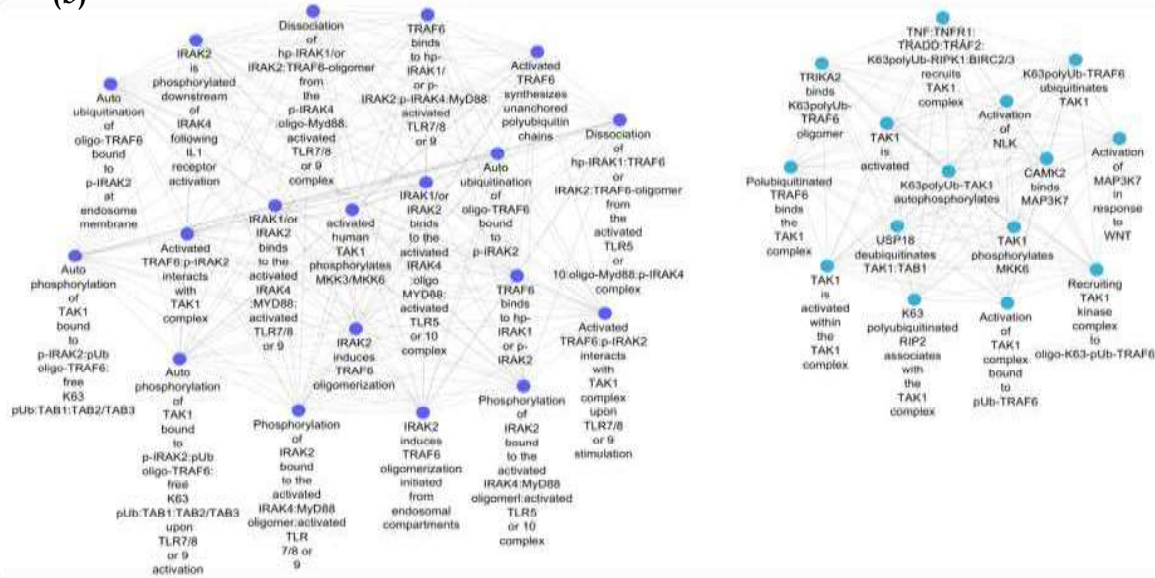 (b)
Auto
ubiquitination
of
oligo-TRAF6
bound
to
p-IRAK2
at
endosome
membrane
IRAK2
is
phosphorylated
downstream
of
IRAK4
following
IL1
receptor
activation
Dissociation
of
hp-IRAK1/or
IRAK2:TRAF6-oligomer
from
the
p-IRAK4
:oligo-Myd88:
activated
TLR7/8
or 9
complex
TRAF6
binds
to hp-
IRAK1/
or p-
IRAK2:p-IRAK4:MyD88
activated
TLR7/8
or 9
Activated
TRAF6
synthesizes
unanchored
polyubiquitin
chains
Dissociation
of
hp-IRAK1:TRAF6
or
IRAK2:TRAF6-oligomer
from
the
activated
TLR5
or
10:oligo-Myd88:p-IRAK4
complex
Auto
ubiquitination
of
oligo-TRAF6
bound
to
p-IRAK2
IRAK1/or
IRAK2
binds
to the
activated
IRAK4
:oligo
MYD88:
activated
TLR5
or 10
complex
activated
human
TAK1
phosphorylates
MKK3/MKK6
IRAK1/or
IRAK2
binds
to the
activated
IRAK4
:MYD88:
activated
TLR7/8
or 9
Activated
TRAF6:p-IRAK2
interacts
with
TAK1
complex
Auto
phosphorylation
of
TAK1
bound
to
p-IRAK2:pUb
oligo-TRAF6:
free
K63
pUb:TAB1:TAB2/TAB3
TRAF6
binds
to hp-
IRAK1
or p-
IRAK2
Activated
TRAF6:p-IRAK2
interacts
with
TAK1
complex
upon
TLR7/8
or 9
stimulation
IRAK2
induces
TRAF6
oligomerization
Auto
phosphorylation
of
TAK1
bound
to
p-IRAK2:pUb
oligo-TRAF6:
free
K63
pUb:TAB1:TAB2/TAB3
upon
TLR7/8
or 9
activation
Phosphorylation
of
IRAK2
bound
to the
activated
IRAK4:MyD88
oligomer:activated
TLR
7/8 or
9
IRAK2
induces
TRAF6
oligomerization
initiated
from
endosomal
compartments
Phosphorylation
of
IRAK2
bound
to the
activated
IRAK4:MyD88
oligomerl:activated
TLR5
or 10
complex
TNF:TNFR1:
TRADD:TRAF2:
K63polyUb-RIPK1:BIRC2/3
recruits
TAK1
complex
TRIKA2
binds
K63polyUb-
TRAF6
oligomer
K63polyUb-TRAF6
ubiquitinates
TAK1
Activation
of
NLK
TAK1
is
activated
Activation
of
MAP3K7
in
response
to
WNT
CAMK2
binds
MAP3K7
K63polyUb-TAK1
autophosphorylates
Polubiquitinated
TRAF6
binds
the
TAK1
complex
USP18
deubiquitinates
TAK1:TAB1
TAK1
phosphorylates
MKK6
TAK1
is
activated
within
the
TAK1
complex
Recruiting
TAK1
kinase
complex
to
oligo-K63-pUb-TRAF6
K63
polyubiquitinated
RIP2
associates
with
the
TAK1
complex
Activation
of
TAK1
complex
bound
to
pUb-TRAF6